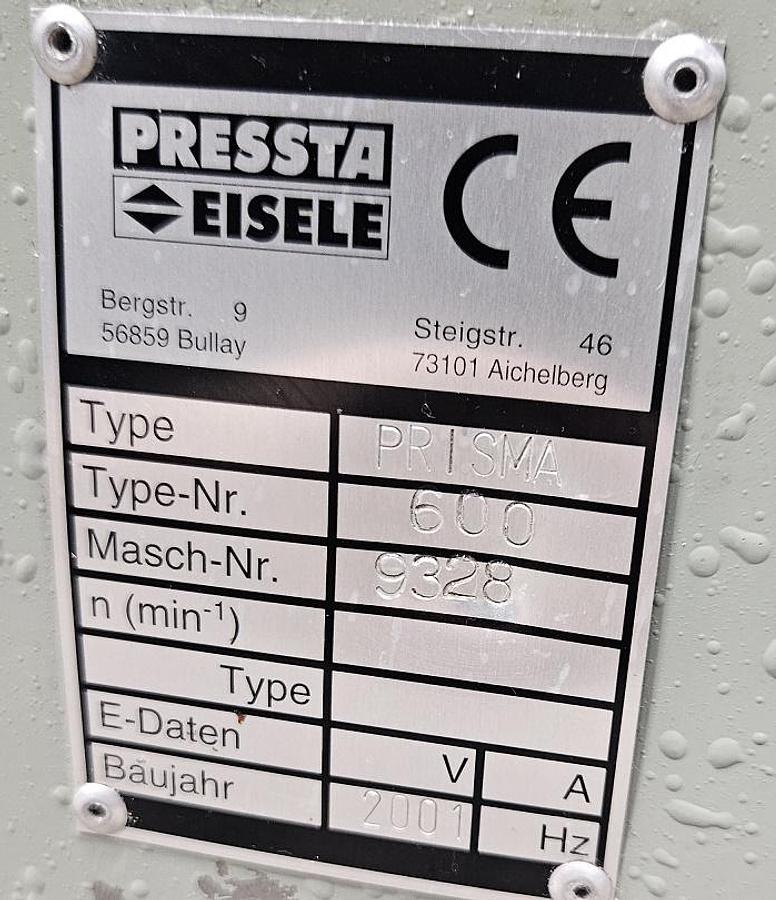 PRESSTA
EISELE
CE
Bergstr. 9
56859 Bullay
Steigstr. 46
73101 Aichelberg
Type PRISMA
Type-Nr. 600
Masch-Nr. 9328
n (min⁻¹)
Type
E-Daten V A
Baujahr 2001 Hz